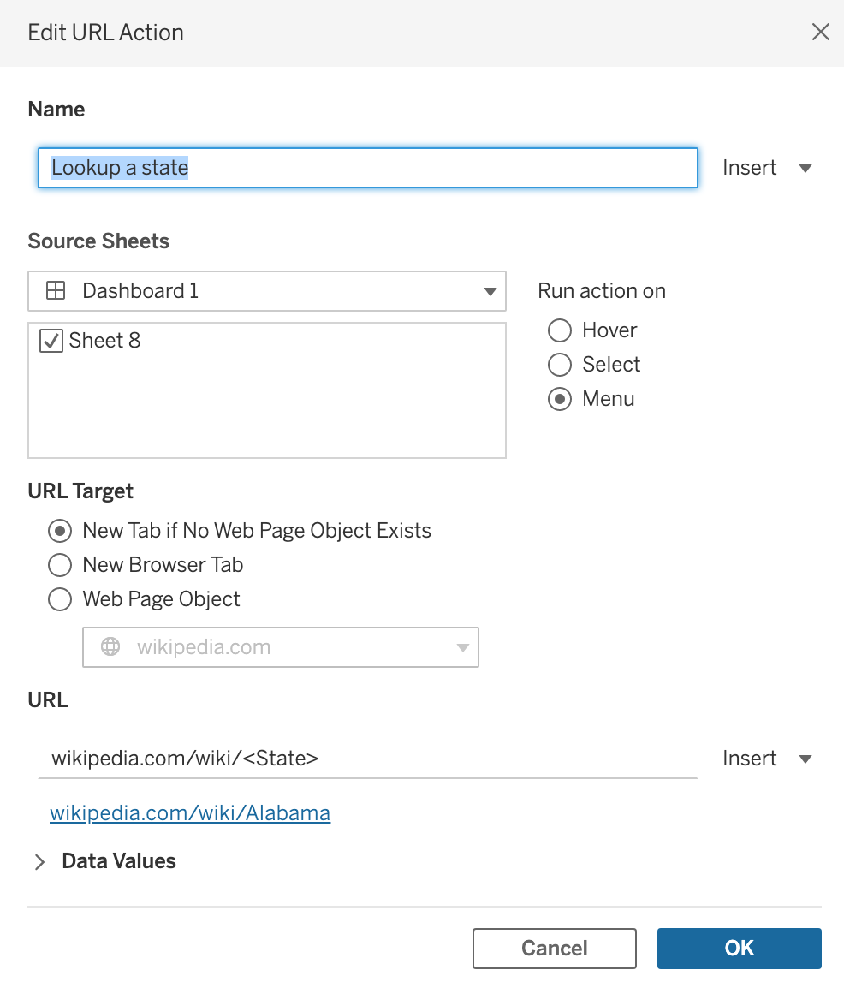 Edit URL Action
Name
Lookup a state
Insert
Source Sheets
Dashboard 1
Run action on
Sheet 8
Hover
Select
Menu
URL Target
New Tab if No Web Page Object Exists
New Browser Tab
Web Page Object
wikipedia.com
URL
wikipedia.com/wiki/<State>
Insert
wikipedia.com/wiki/Alabama
Data Values
Cancel
OK